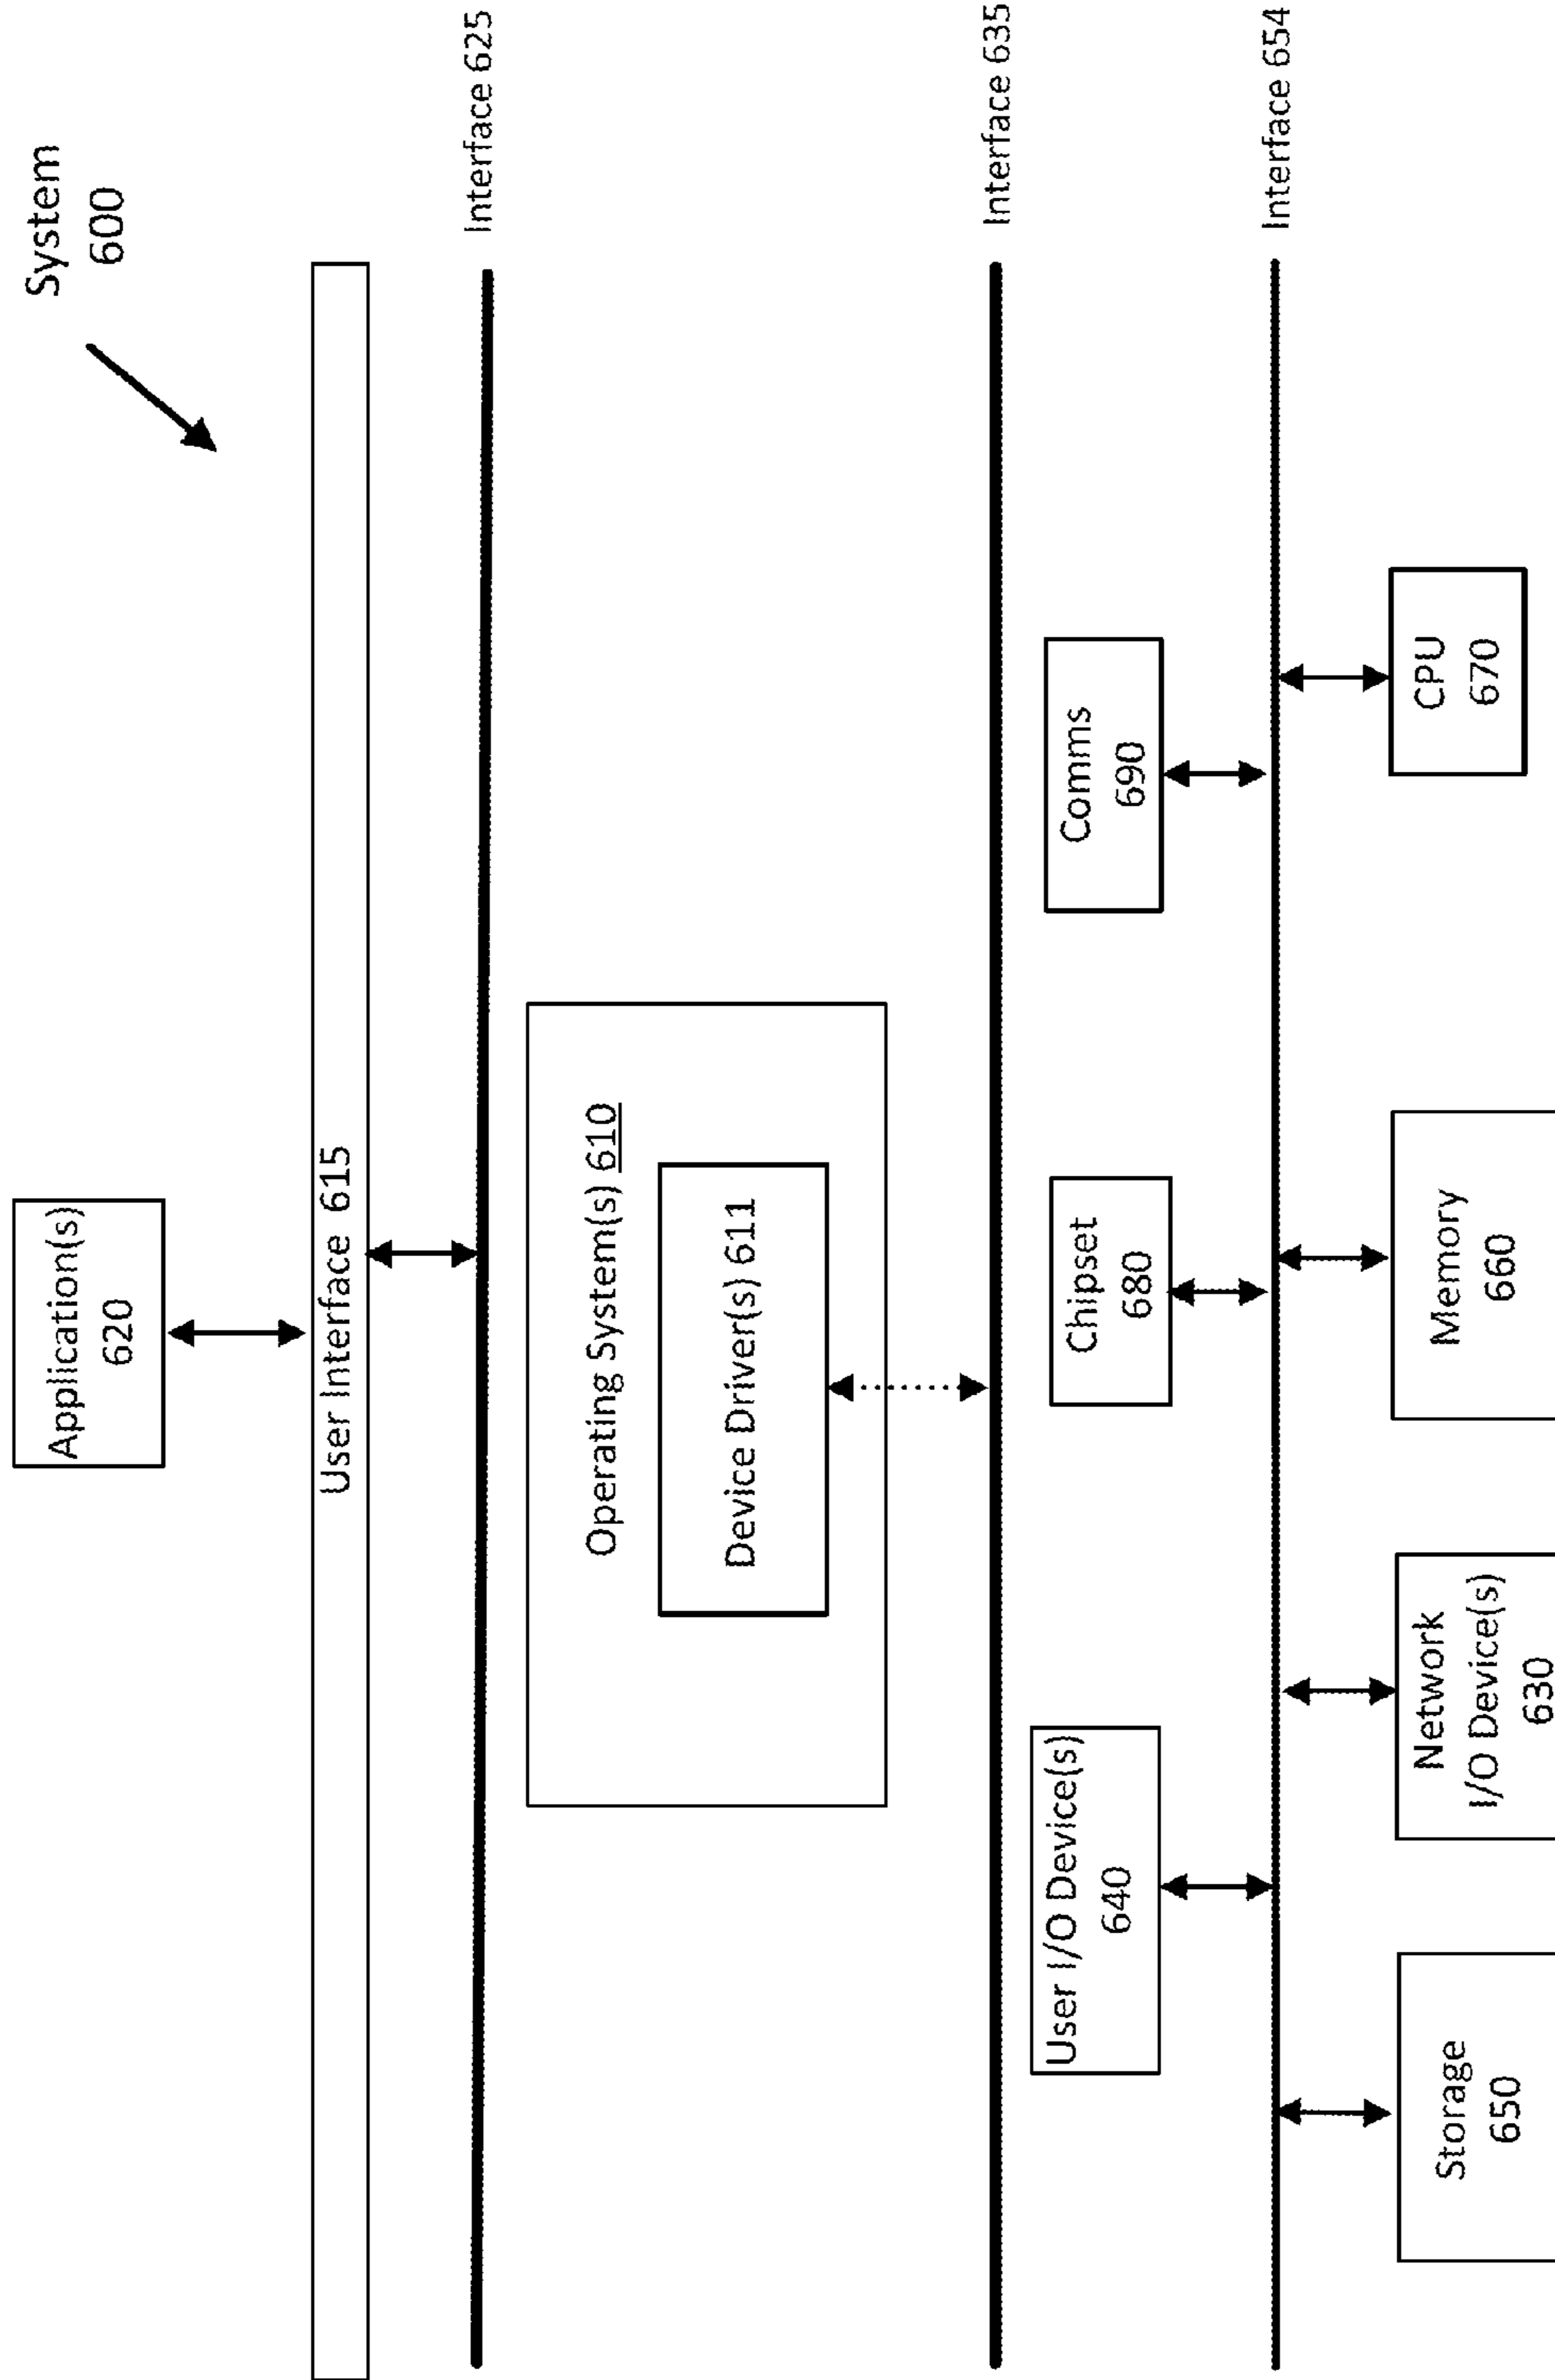 System
600
Application(s)
620
User Interface 615
Interface 625
Operating System(s) 610
Device Driver(s) 611
Interface 635
User I/O Device(s)
640
Chipset
680
Comms
690
Interface 654
Storage
650
Network
I/O Device(s)
630
Memory
660
CPU
670